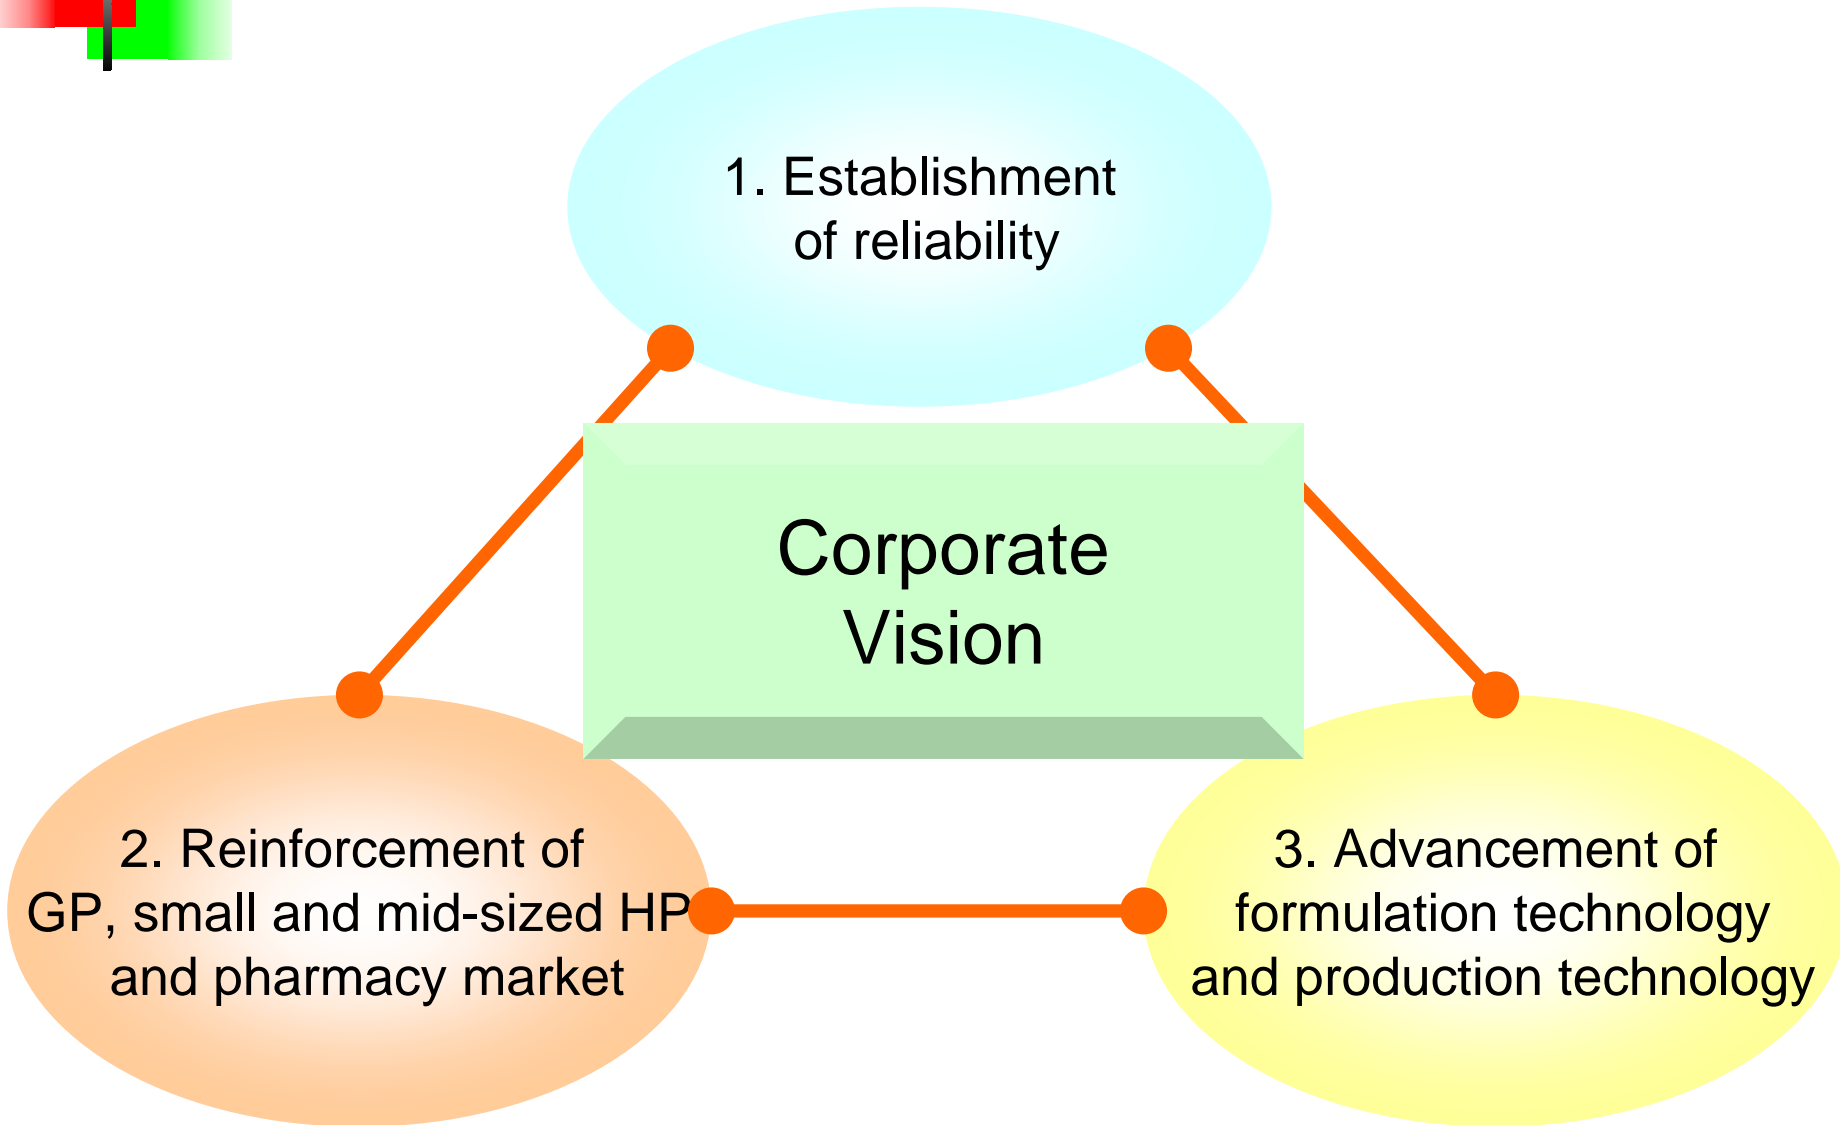 1. Establishment
of reliability
Corporate
Vision
2. Reinforcement of
GP, small and mid-sized HP
and pharmacy market
3. Advancement of
formulation technology
and production technology